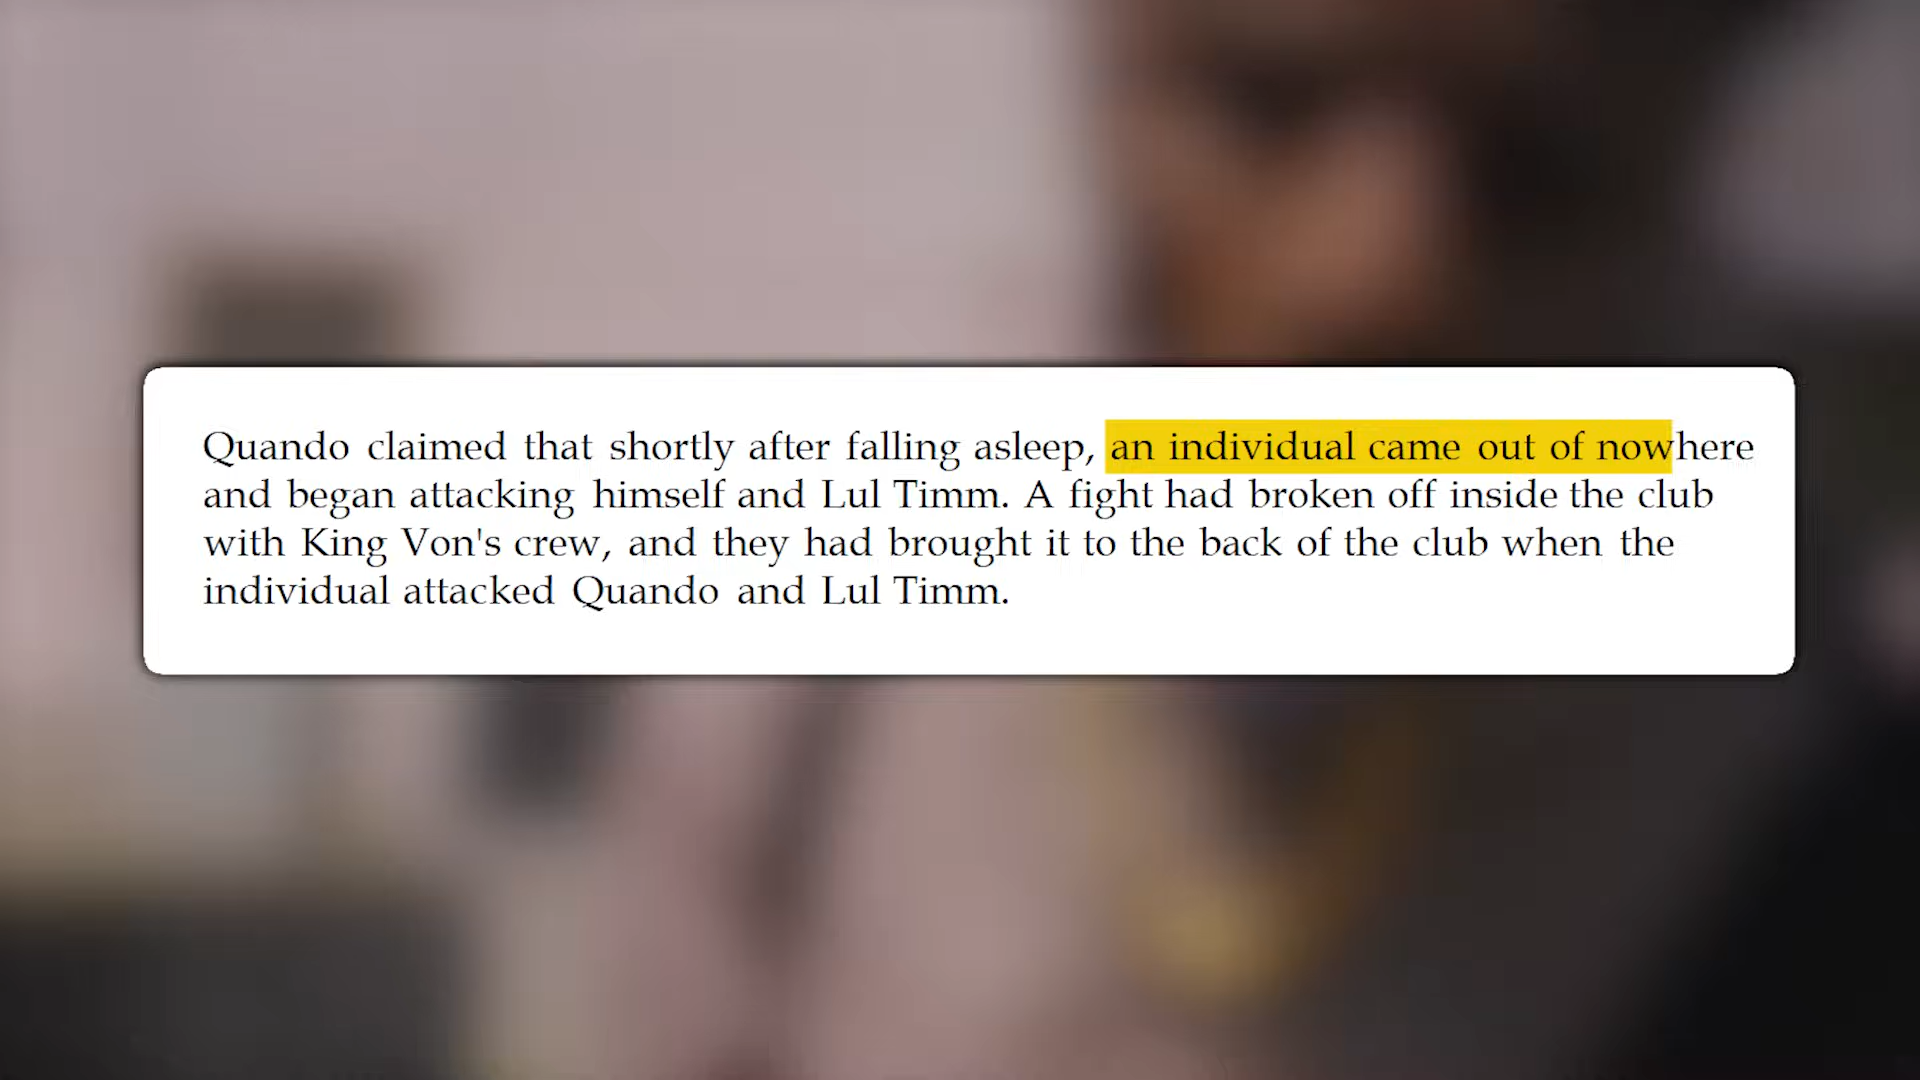 Quando claimed that shortly after falling asleep, an individual came out of nowhere
and began attacking himself and Lul Timm. A fight had broken off inside the club
with King Von's crew, and they had brought it to the back of the club when the
individual attacked Quando and Lul Timm.